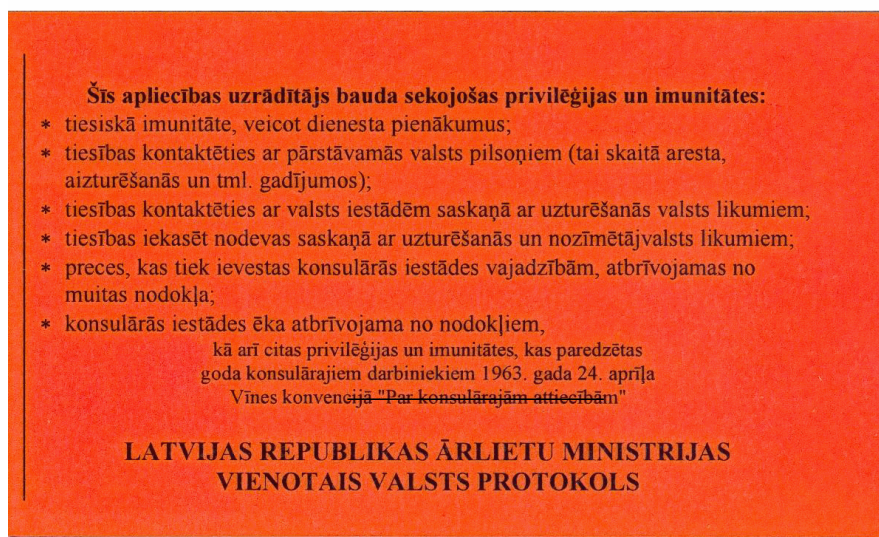 Šīs apliecības uzrādītājs bauda sekojošas privilēģijas un imunitātes:
* tiesiskā imunitāte, veicot dienesta pienākumus;
* tiesības kontaktēties ar pārstāvamās valsts pilsoņiem (tai skaitā aresta,
aizturēšanās un tml. gadījumos);
* tiesības kontaktēties ar valsts iestādēm saskaņā ar uzturēšanās valsts likumiem;
* tiesības iekasēt nodevas saskaņā ar uzturēšanās un nozīmētājvalsts likumiem;
* preces, kas tiek ievestas konsulārās iestādes vajadzībām, atbrīvojamas no
muitas nodokļa;
* konsulārās iestādes ēka atbrīvojama no nodokļiem,
kā arī citas privilēģijas un imunitātes, kas paredzētas
goda konsulārajiem darbiniekiem 1963. gada 24. aprīļa
Vīnes konvencijā "Par konsulārajām attiecībām"
LATVIJAS REPUBLIKAS ĀRLIETU MINISTRIJAS
VIENOTAIS VALSTS PROTOKOLS